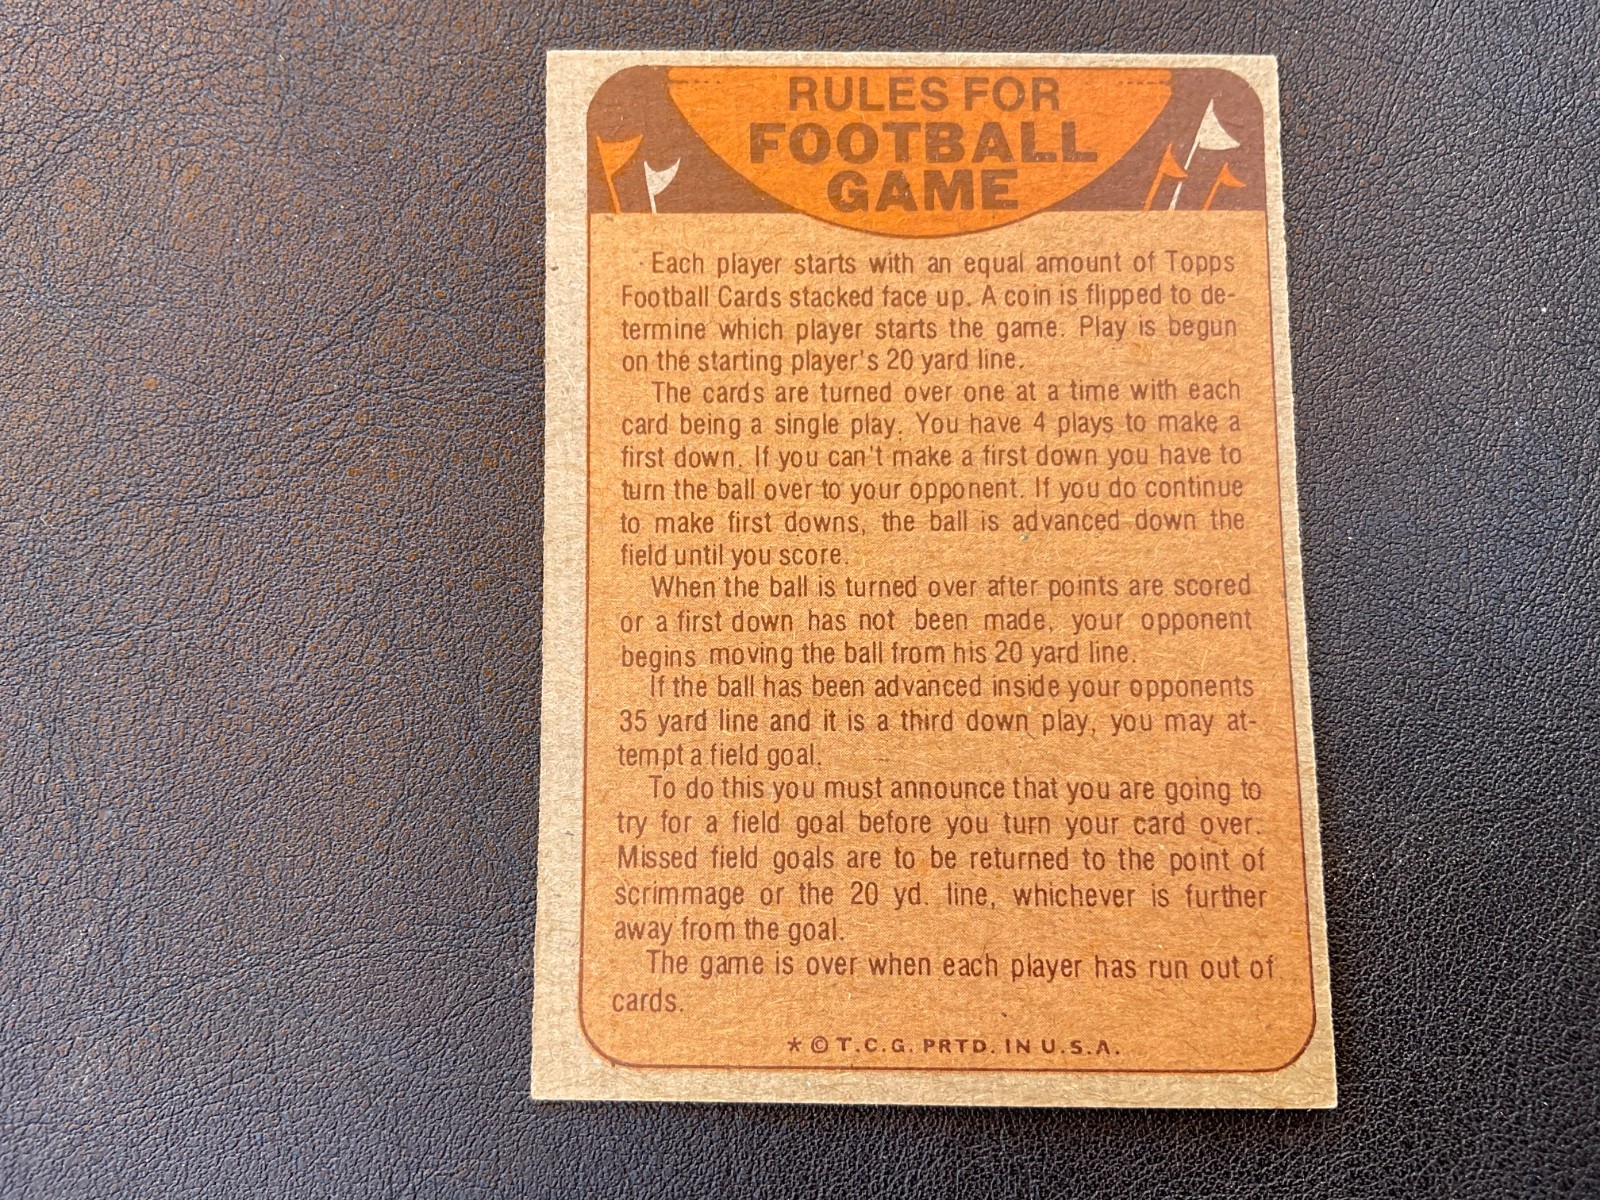 RULES FOR
FOOTBALL
GAME
Each player starts with an equal amount of Topps
Football Cards stacked face up. A coin is flipped to de-
termine which player starts the game. Play is begun
on the starting player's 20 yard line.
The cards are turned over one at a time with each
card being a single play. You have 4 plays to make a
first down. If you can't make a first down you have to
turn the ball over to your opponent. If you do continue
to make first downs, the ball is advanced down the
field until you score.
When the ball is turned over after points are scored
or a first down has not been made, your opponent
begins moving the ball from his 20 yard line.
If the ball has been advanced inside your opponents
35 yard line and it is a third down play, you may at-
tempt a field goal.
To do this you must announce that you are going to
try for a field goal before you turn your card over.
Missed field goals are to be returned to the point of
scrimmage or the 20 yd. line, whichever is further
away from the goal.
The game is over when each player has run out of
cards.
* © T.C.G. PRTD. IN U.S.A.